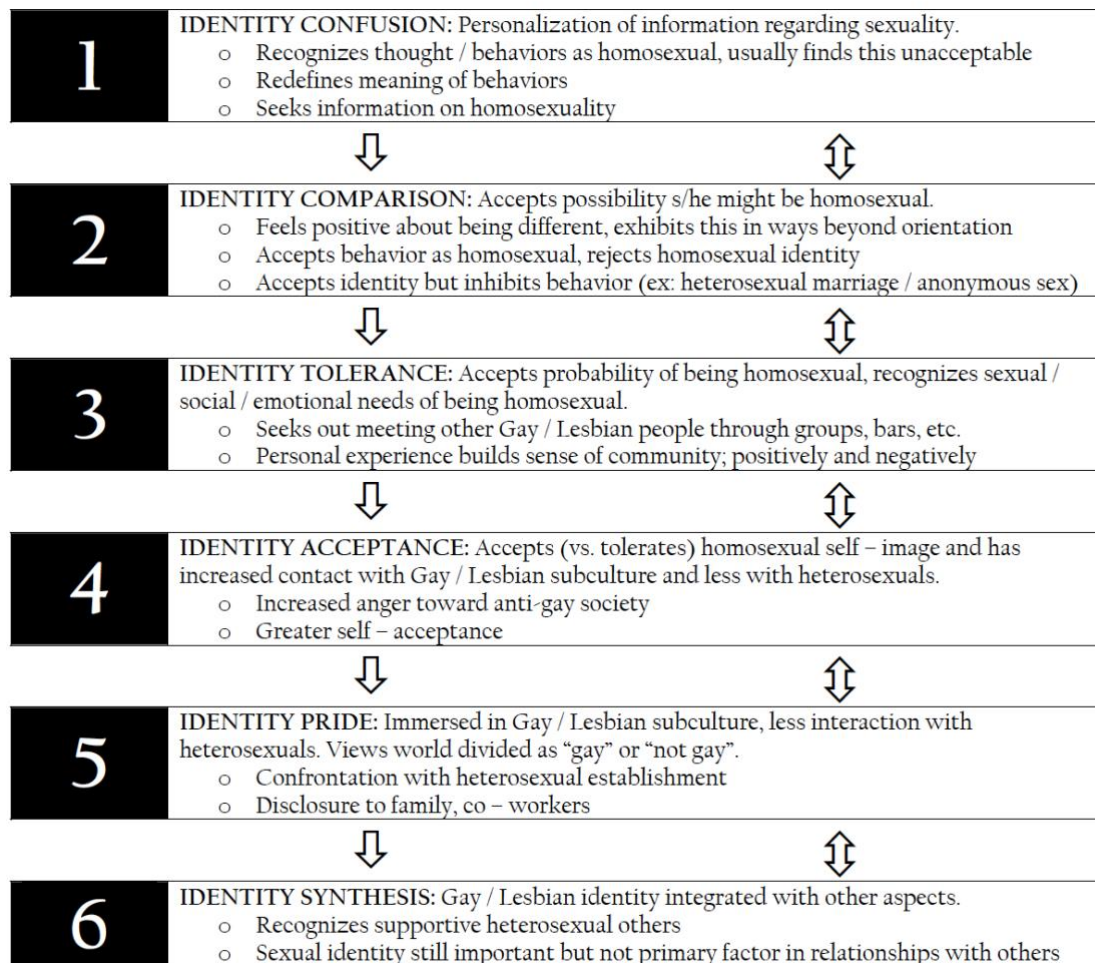 1
IDENTITY CONFUSION: Personalization of information regarding sexuality.
o Recognizes thought / behaviors as homosexual, usually finds this unacceptable
o Redefines meaning of behaviors
o Seeks information on homosexuality
2
IDENTITY COMPARISON: Accepts possibility s/he might be homosexual.
o Feels positive about being different, exhibits this in ways beyond orientation
o Accepts behavior as homosexual, rejects homosexual identity
o Accepts identity but inhibits behavior (ex: heterosexual marriage / anonymous sex)
3
IDENTITY TOLERANCE: Accepts probability of being homosexual, recognizes sexual /
social / emotional needs of being homosexual.
o Seeks out meeting other Gay / Lesbian people through groups, bars, etc.
o Personal experience builds sense of community; positively and negatively
4
IDENTITY ACCEPTANCE: Accepts (vs. tolerates) homosexual self – image and has
increased contact with Gay / Lesbian subculture and less with heterosexuals.
o Increased anger toward anti-gay society
o Greater self – acceptance
5
IDENTITY PRIDE: Immersed in Gay / Lesbian subculture, less interaction with
heterosexuals. Views world divided as “gay” or “not gay”.
o Confrontation with heterosexual establishment
o Disclosure to family, co – workers
6
IDENTITY SYNTHESIS: Gay / Lesbian identity integrated with other aspects.
o Recognizes supportive heterosexual others
o Sexual identity still important but not primary factor in relationships with others